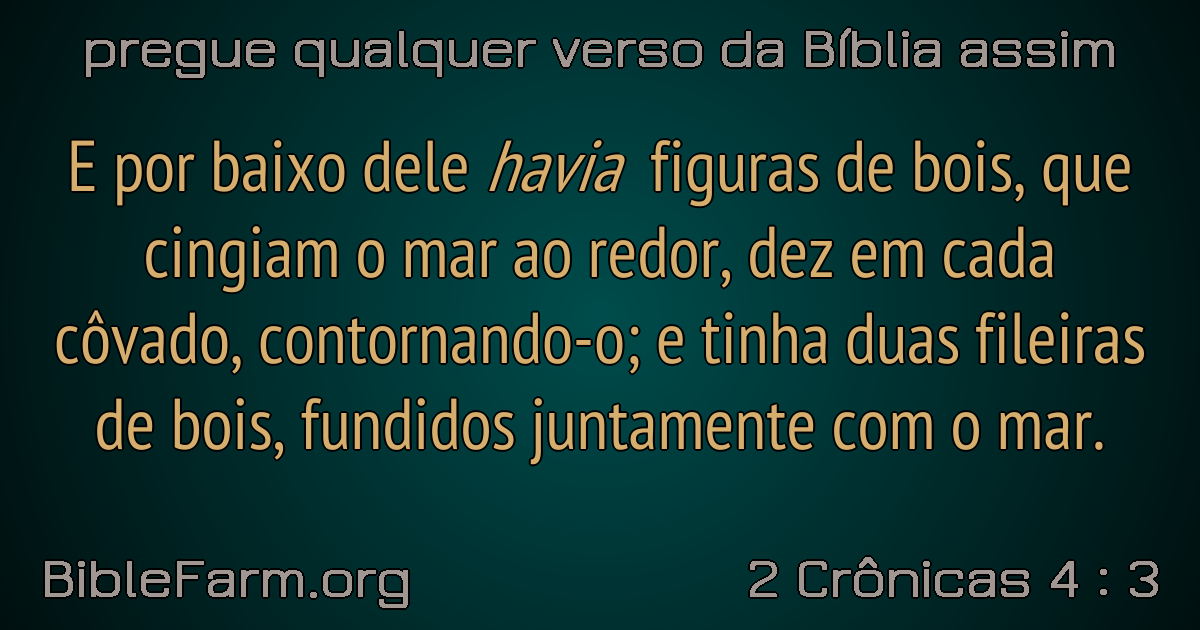 pregue qualquer verso da Bíblia assim
E por baixo dele havia figuras de bois, que
cingiam o mar ao redor, dez em cada
côvado, contornando-o; e tinha duas fileiras
de bois, fundidos juntamente com o mar.
BibleFarm.org
2 Crônicas 4 : 3